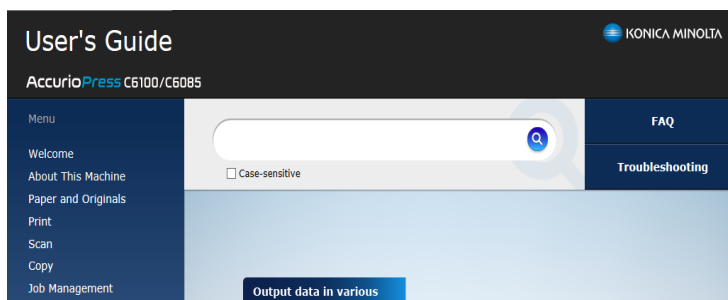 User's Guide
KONICA MINOLTA
AccurioPress C6100/C6085
Menu
FAQ
Welcome
Case-sensitive
Troubleshooting
About This Machine
Paper and Originals
Print
Scan
Copy
Job Management
Output data in various